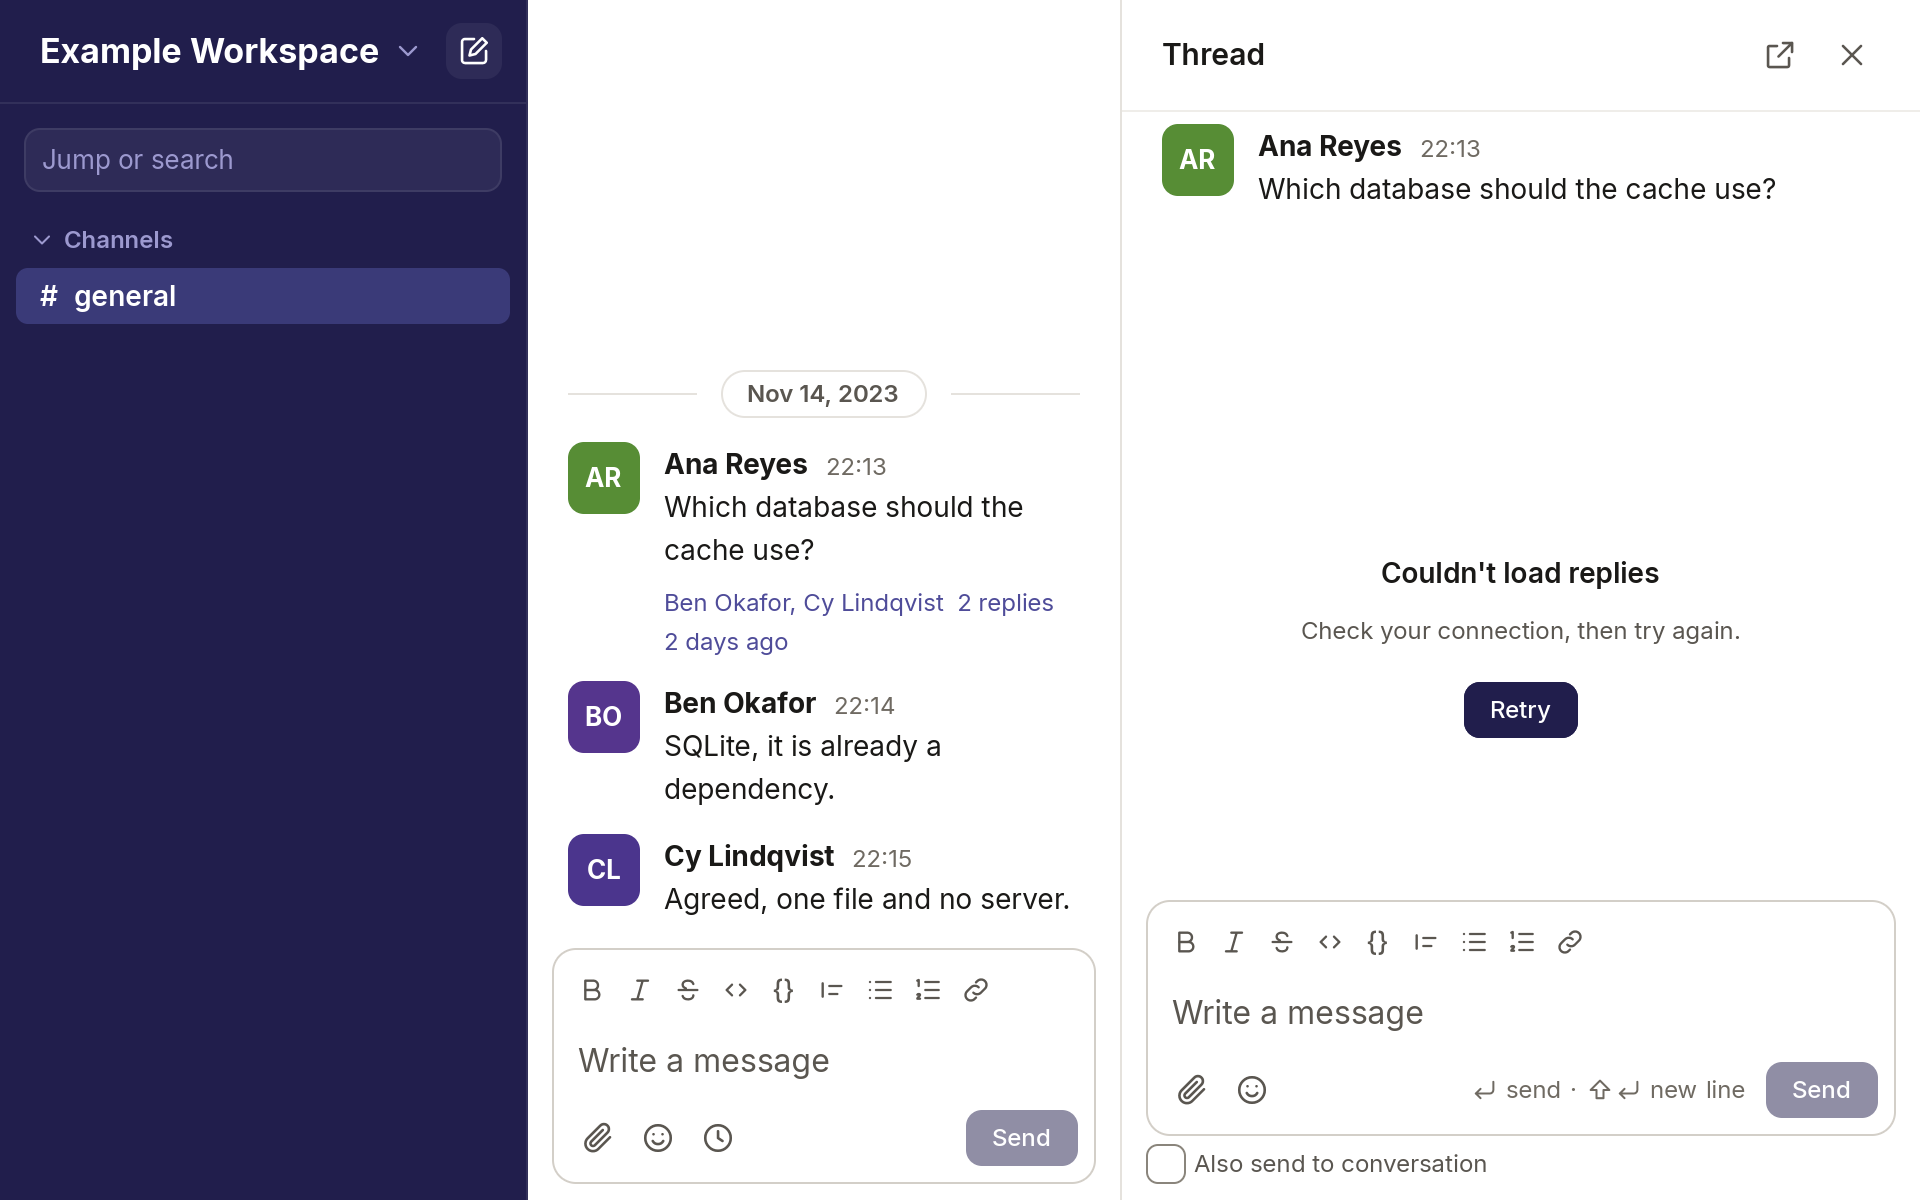 Example Workspace
Jump or search
Channels
# general
Nov 14, 2023
AR
Ana Reyes 22:13
Which database should the
cache use?
Ben Okafor, Cy Lindqvist 2 replies
2 days ago
BO
Ben Okafor 22:14
SQLite, it is already a
dependency.
CL
Cy Lindqvist 22:15
Agreed, one file and no server.
Write a message
Send
Thread
AR
Ana Reyes 22:13
Which database should the cache use?
Couldn't load replies
Check your connection, then try again.
Retry
Write a message
send · new line
Send
Also send to conversation